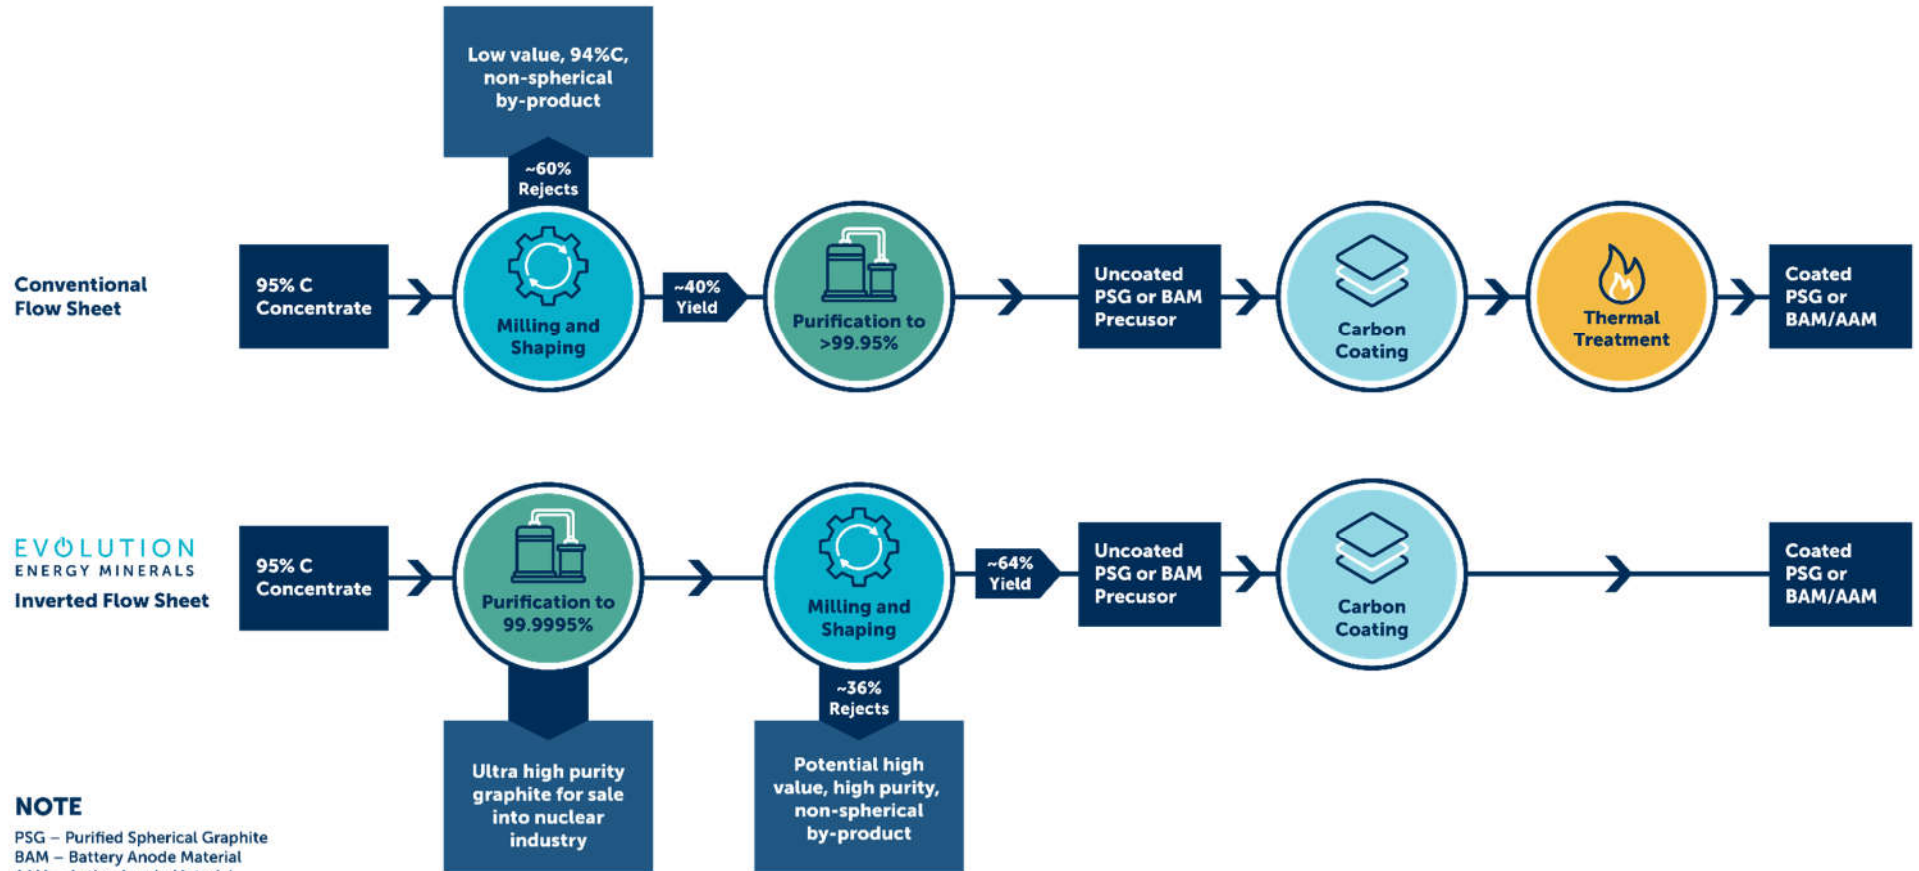 Low value, 94%C,
non-spherical
by-product
~60%
Rejects
Conventional
Flow Sheet
95% C
Concentrate
Milling and
Shaping
~40%
Yield
Purification to
>99.95%
Uncoated
PSG or BAM
Precusor
Carbon
Coating
Thermal
Treatment
Coated
PSG or
BAM/AAM
EVOLUTION
ENERGY MINERALS
Inverted Flow Sheet
95% C
Concentrate
Purification to
99.9995%
Milling and
Shaping
~64%
Yield
Uncoated
PSG or BAM
Precusor
Carbon
Coating
Coated
PSG or
BAM/AAM
~36%
Rejects
Ultra high purity
graphite for sale
into nuclear
industry
Potential high
value, high purity,
non-spherical
by-product
NOTE
PSG – Purified Spherical Graphite
BAM – Battery Anode Material